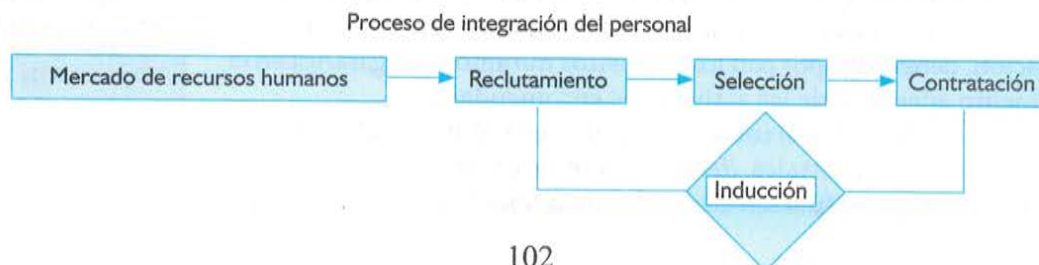 Proceso de integración del personal
Mercado de recursos humanos
Reclutamiento
Selección
Contratación
Inducción
102